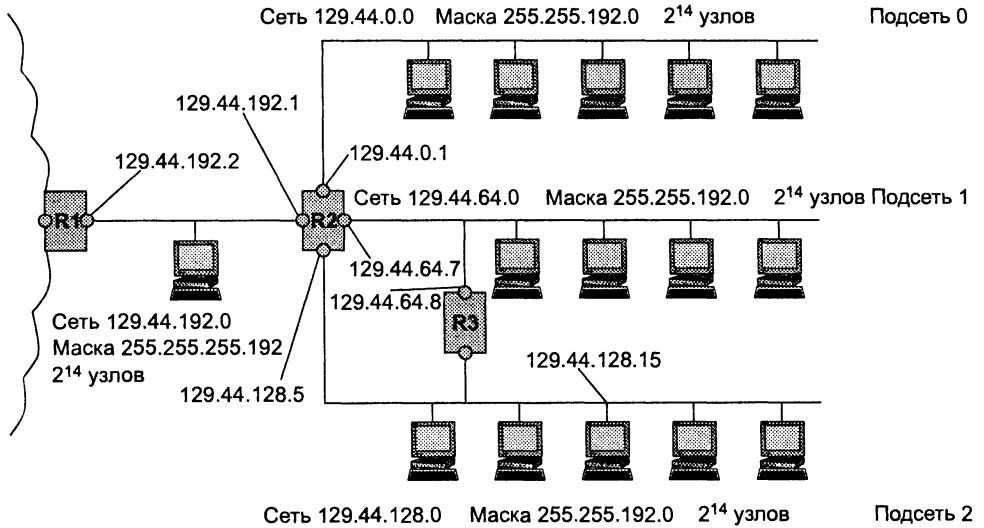 Сеть 129.44.0.0 Маска 255.255.192.0 2¹⁴ узлов Подсеть 0
129.44.192.1
129.44.192.2
129.44.0.1
R1
R2
Сеть 129.44.64.0 Маска 255.255.192.0 2¹⁴ узлов Подсеть 1
129.44.64.7
129.44.64.8
R3
Сеть 129.44.192.0
Маска 255.255.255.192
2¹⁴ узлов
129.44.128.5
129.44.128.15
Сеть 129.44.128.0 Маска 255.255.192.0 2¹⁴ узлов Подсеть 2